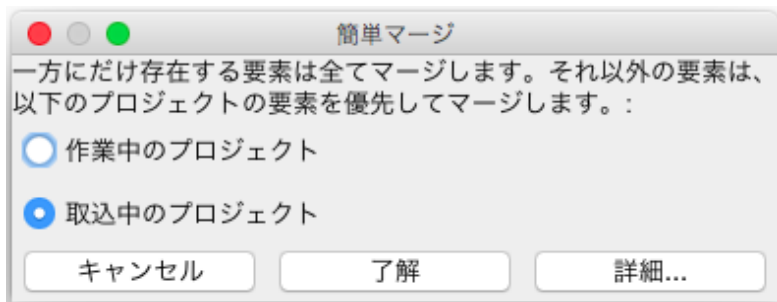 簡単マージ
一方にだけ存在する要素は全てマージします。それ以外の要素は、
以下のプロジェクトの要素を優先してマージします。:
作業中のプロジェクト
取込中のプロジェクト
キャンセル 了解 詳細...